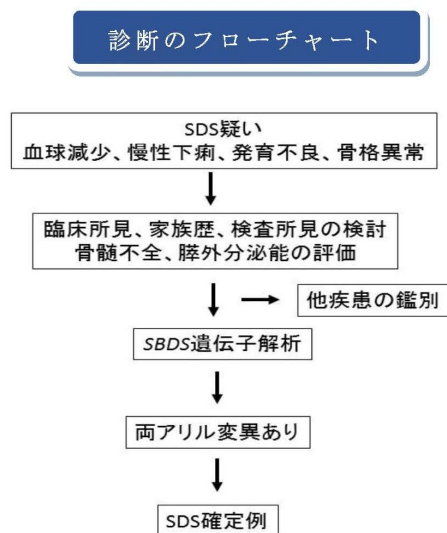 診断のフローチャート
SDS疑い
血球減少、慢性下痢、発育不良、骨格異常
臨床所見、家族歴、検査所見の検討
骨髄不全、膵外分泌能の評価
他疾患の鑑別
SBDS遺伝子解析
両アリル変異あり
SDS確定例